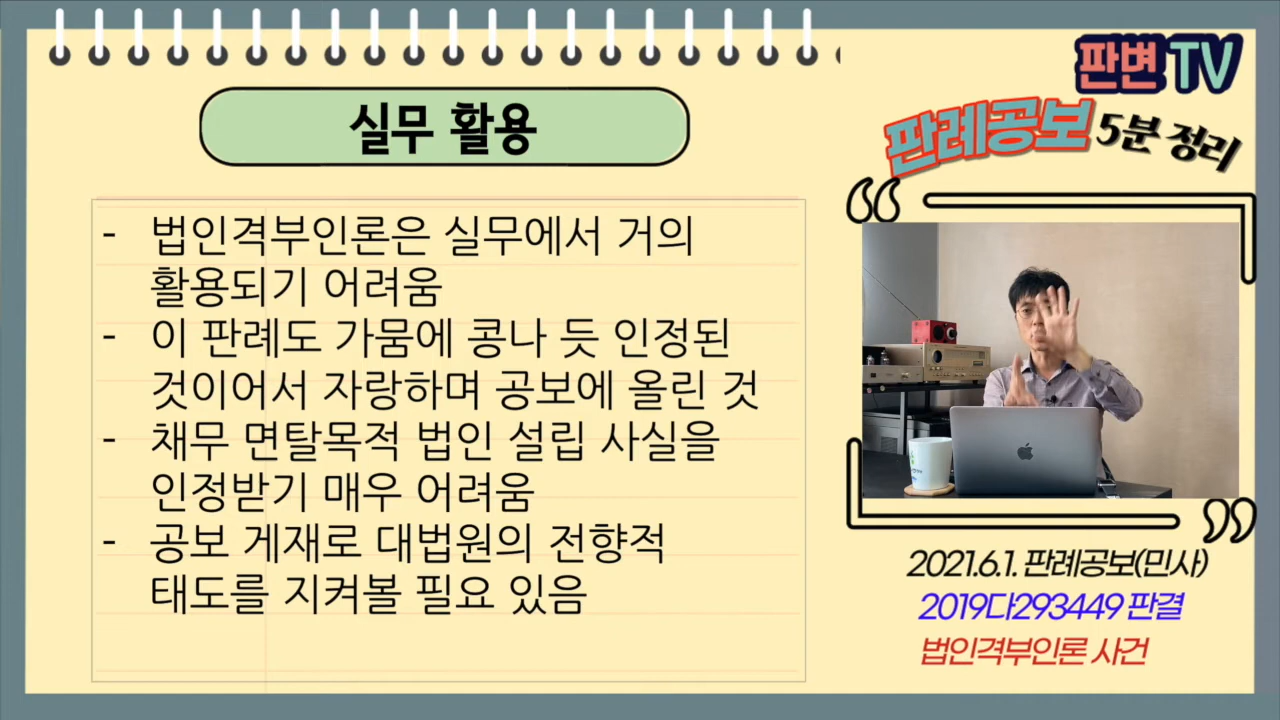 실무 활용
- 법인격부인론은 실무에서 거의
활용되기 어려움
- 이 판례도 가뭄에 콩나 듯 인정된
것이어서 자랑하며 공보에 올린 것
- 채무 면탈목적 법인 설립 사실을
인정받기 매우 어려움
- 공보 게재로 대법원의 전향적
태도를 지켜볼 필요 있음
판변TV
판례공보 5분 정리
2021.6.1. 판례공보(민사)
2019다293449 판결
법인격부인론 사건